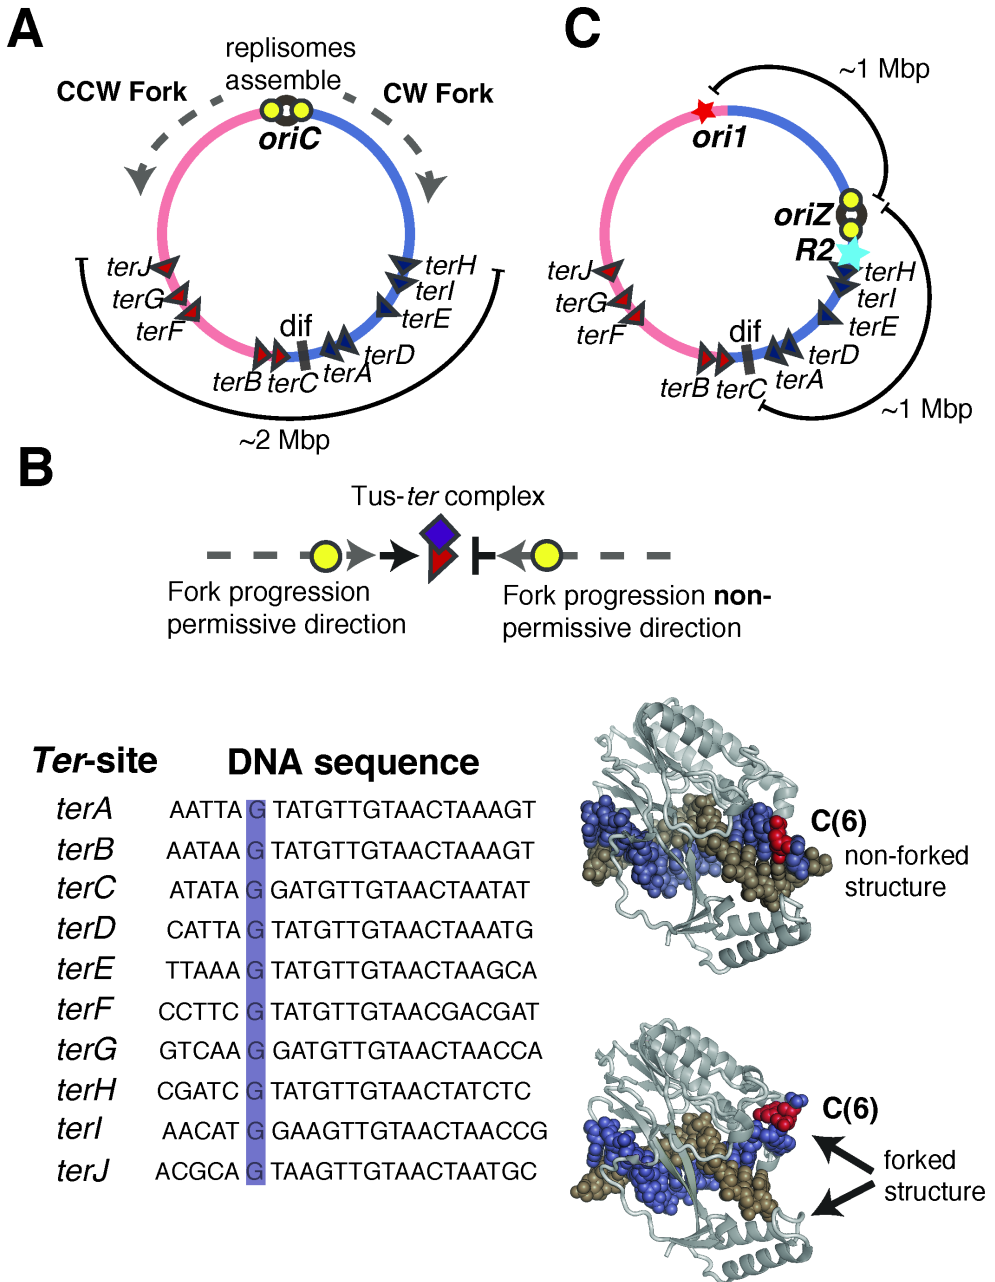 A
replisomes
assemble
CCW Fork
CW Fork
oriC
terJ
terG
terF
terB
terC
dif
terA
terD
terE
terI
terH
~2 Mbp
C
~1 Mbp
ori1
oriZ
R2
terJ
terG
terF
terB
terC
dif
terA
terD
terE
terI
terH
~1 Mbp
B
Tus-ter complex
Fork progression
permissive direction
Fork progression non-
permissive direction
Ter-site DNA sequence
terA AATTA G TATGTTGTAACTAAAGT
terB AATAA G TATGTTGTAACTAAAGT
terC ATATA G GATGTTGTAACTAATAT
terD CATTA G TATGTTGTAACTAAATG
terE TTAAA G TATGTTGTAACTAAGCA
terF CCTTC G TATGTTGTAACGACGAT
terG GTCAA G GATGTTGTAACTAACCA
terH CGATC G TATGTTGTAACTATCTC
terI AACAT G GAAGTTGTAACTAACCG
terJ ACGCA G TAAGTTGTAACTAATGC
C(6)
non-forked
structure
C(6)
forked
structure